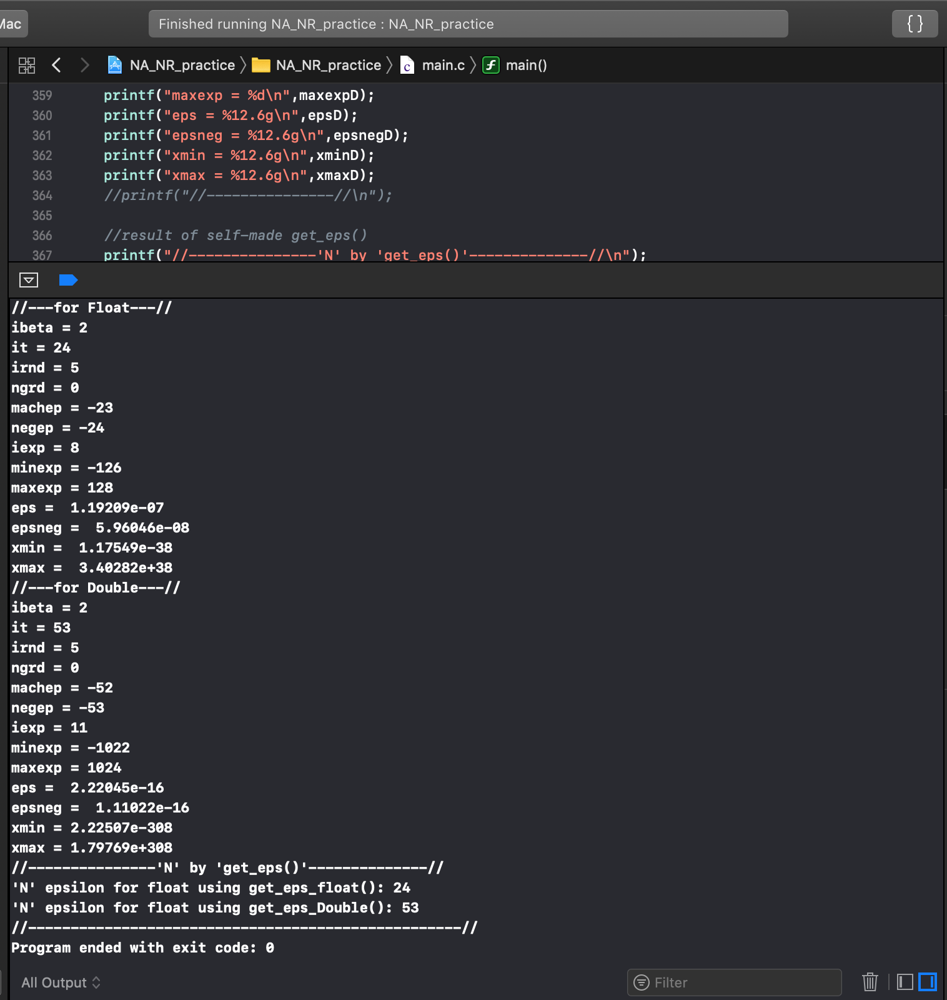 Mac
Finished running NA_NR_practice : NA_NR_practice
{ }
NA_NR_practice 〉 NA_NR_practice 〉 main.c 〉 main()
359 printf("maxexp = %d\n",maxexpD);
360 printf("eps = %12.6g\n",epsD);
361 printf("epsneg = %12.6g\n",epsnegD);
362 printf("xmin = %12.6g\n",xminD);
363 printf("xmax = %12.6g\n",xmaxD);
364 //printf("//---------------//\n");
365
366 //result of self-made get_eps()
367 printf("//---------------'N' by 'get_eps()'--------------//\n");
//---for Float---//
ibeta = 2
it = 24
irnd = 5
ngrd = 0
machep = -23
negep = -24
iexp = 8
minexp = -126
maxexp = 128
eps =  1.19209e-07
epsneg =  5.96046e-08
xmin =  1.17549e-38
xmax =  3.40282e+38
//---for Double---//
ibeta = 2
it = 53
irnd = 5
ngrd = 0
machep = -52
negep = -53
iexp = 11
minexp = -1022
maxexp = 1024
eps =  2.22045e-16
epsneg =  1.11022e-16
xmin = 2.22507e-308
xmax = 1.79769e+308
//---------------'N' by 'get_eps()'--------------//
'N' epsilon for float using get_eps_float(): 24
'N' epsilon for float using get_eps_Double(): 53
//---------------------------------------------------//
Program ended with exit code: 0
All Output
Filter